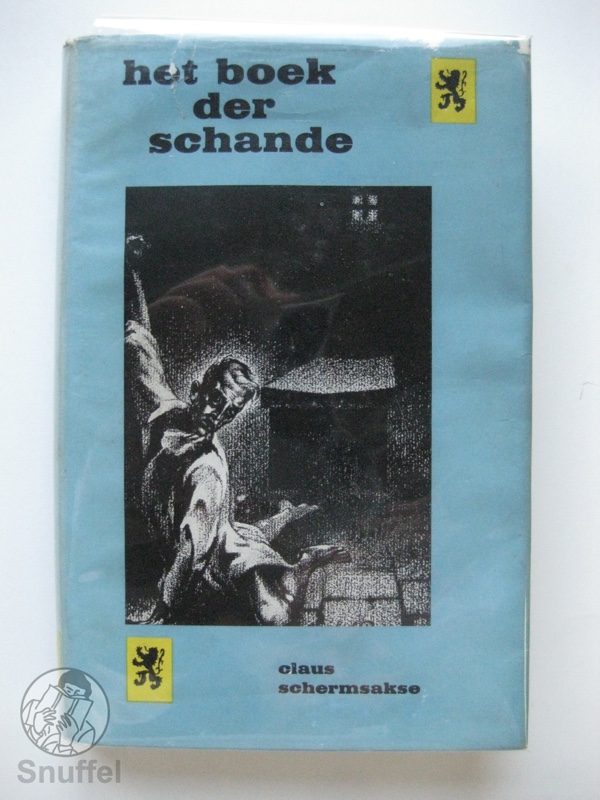 het boek
der
schande
claus
schermsakse
Snuffel